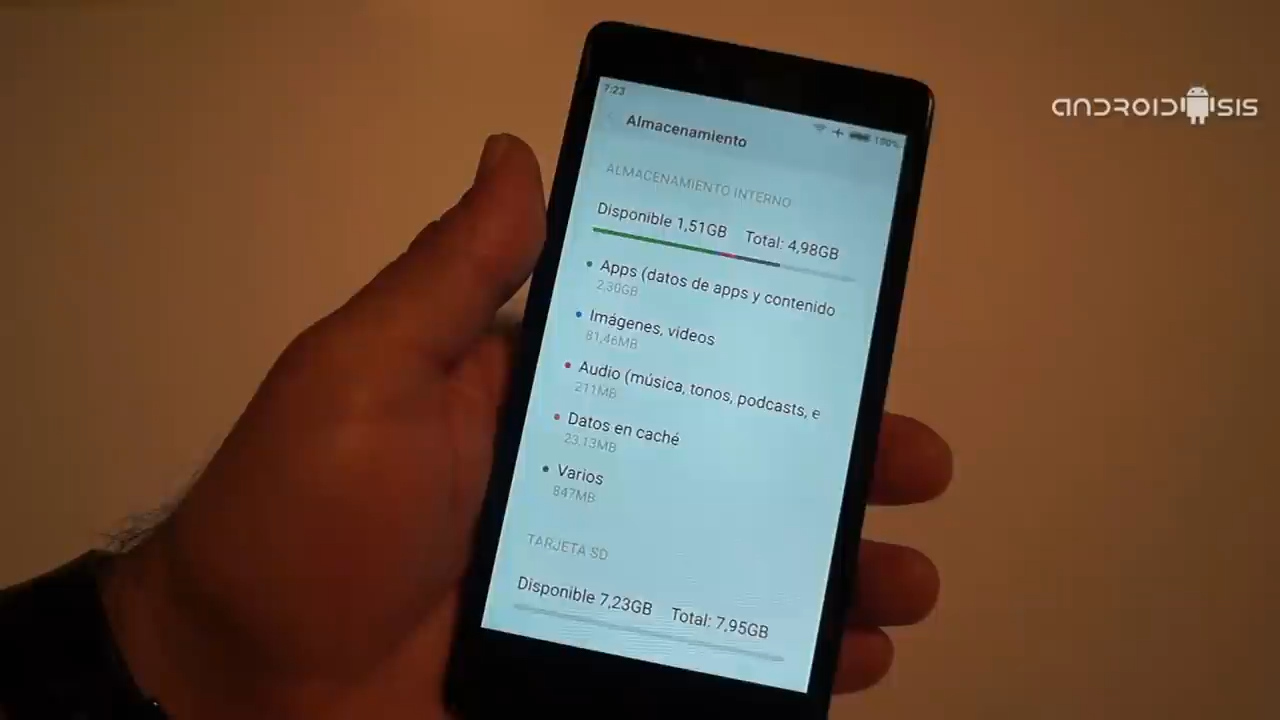 7:23
100%
ANDROIDSIS
Almacenamiento
ALMACENAMIENTO INTERNO
Disponible 1,51GB Total: 4,98GB
Apps (datos de apps y contenido
2,30GB
Imágenes, videos
81,46MB
Audio (música, tonos, podcasts, e
211MB
Datos en caché
23,13MB
Varios
847MB
TARJETA SD
Disponible 7,23GB Total: 7,95GB